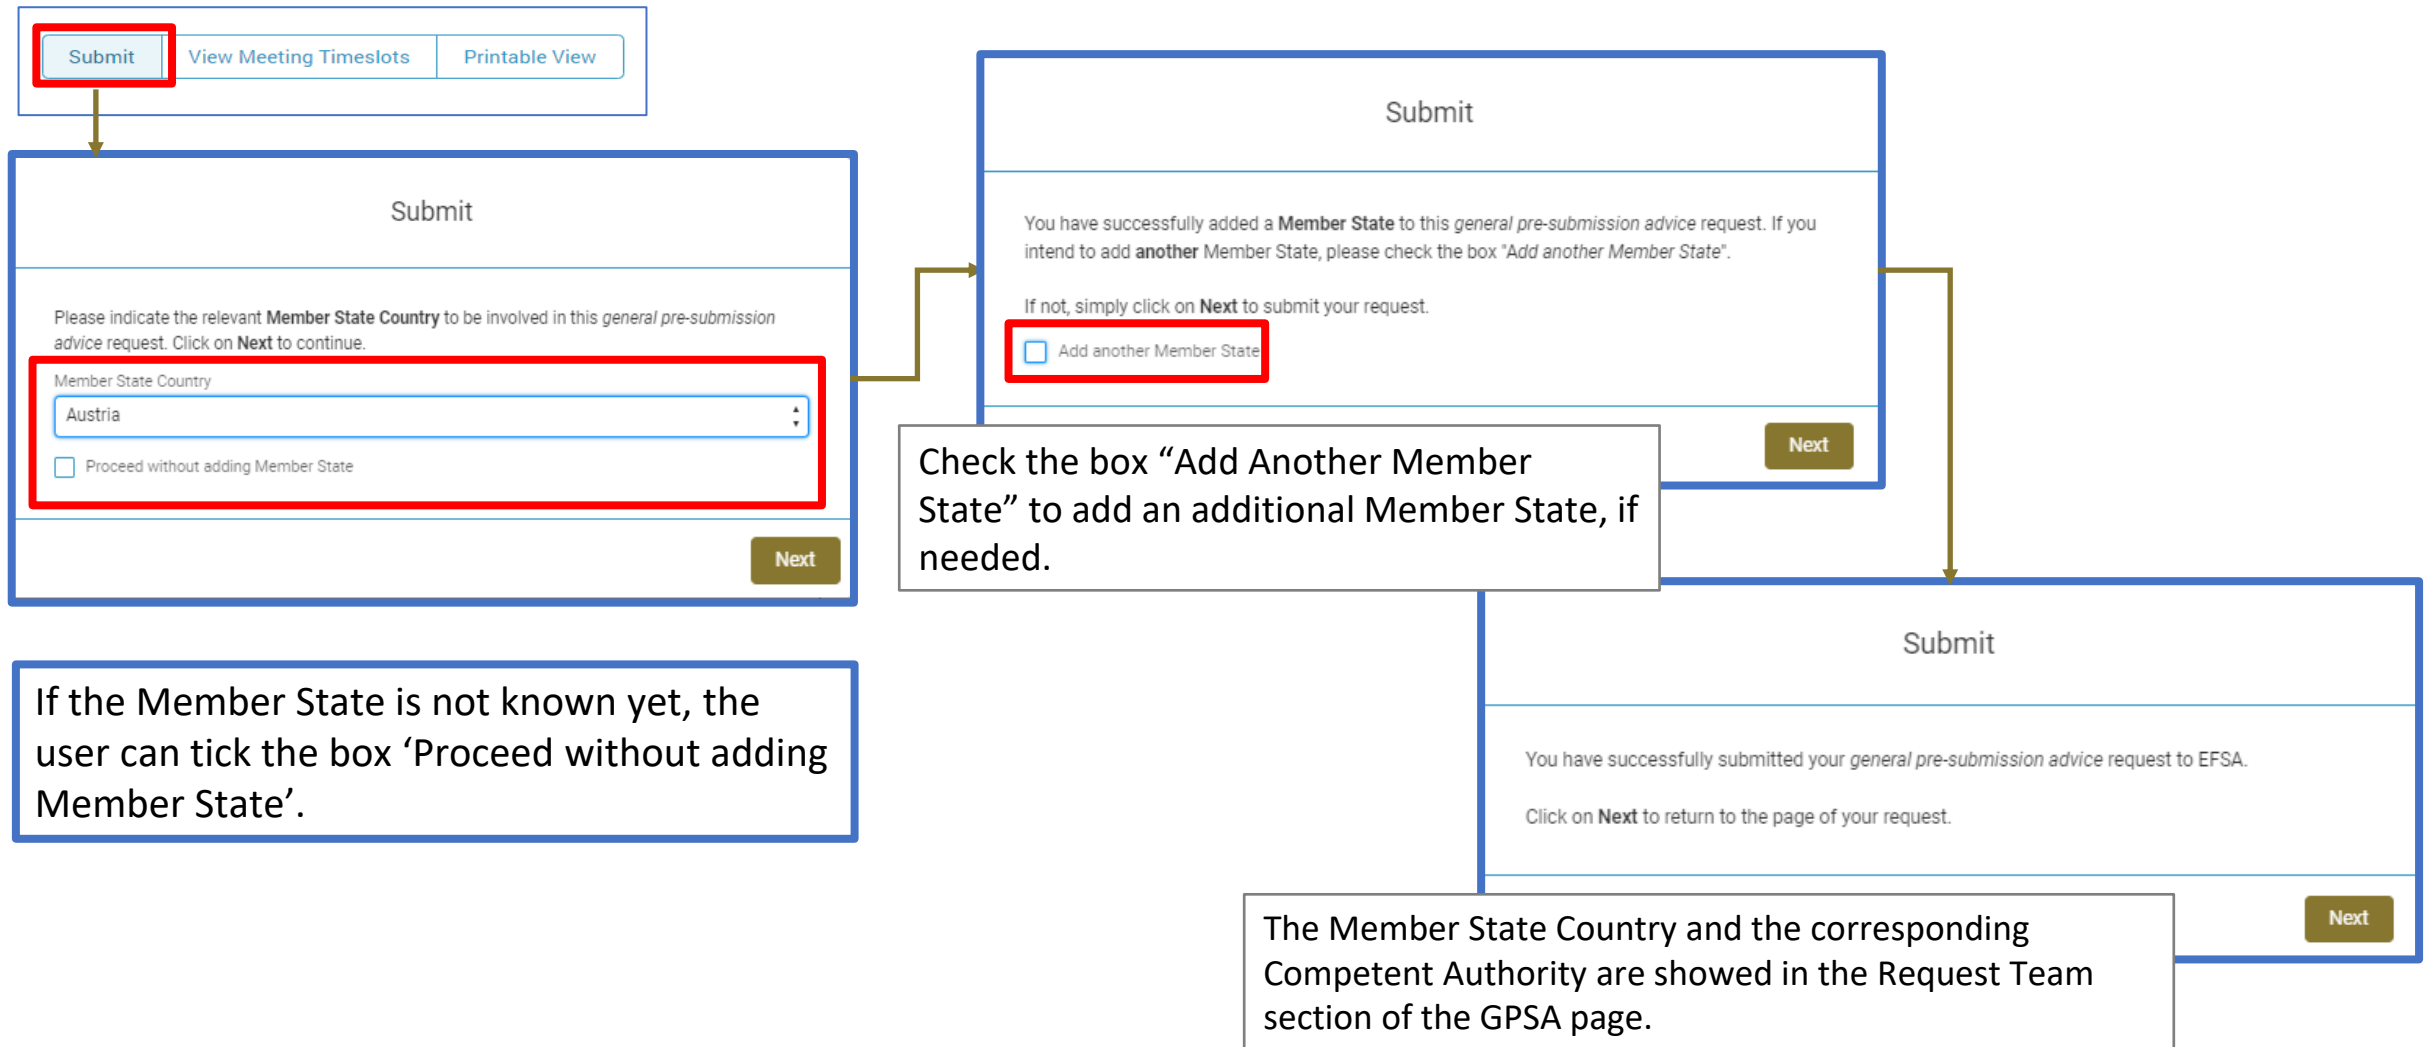 Submit
View Meeting Timeslots
Printable View
Submit
Please indicate the relevant Member State Country to be involved in this general pre-submission
advice request. Click on Next to continue.
Member State Country
Austria
Proceed without adding Member State
Next
If the Member State is not known yet, the
user can tick the box ‘Proceed without adding
Member State’.
Submit
You have successfully added a Member State to this general pre-submission advice request. If you
intend to add another Member State, please check the box "Add another Member State".
If not, simply click on Next to submit your request.
Add another Member State
Next
Check the box “Add Another Member
State” to add an additional Member State, if
needed.
Submit
You have successfully submitted your general pre-submission advice request to EFSA.
Click on Next to return to the page of your request.
Next
The Member State Country and the corresponding
Competent Authority are showed in the Request Team
section of the GPSA page.